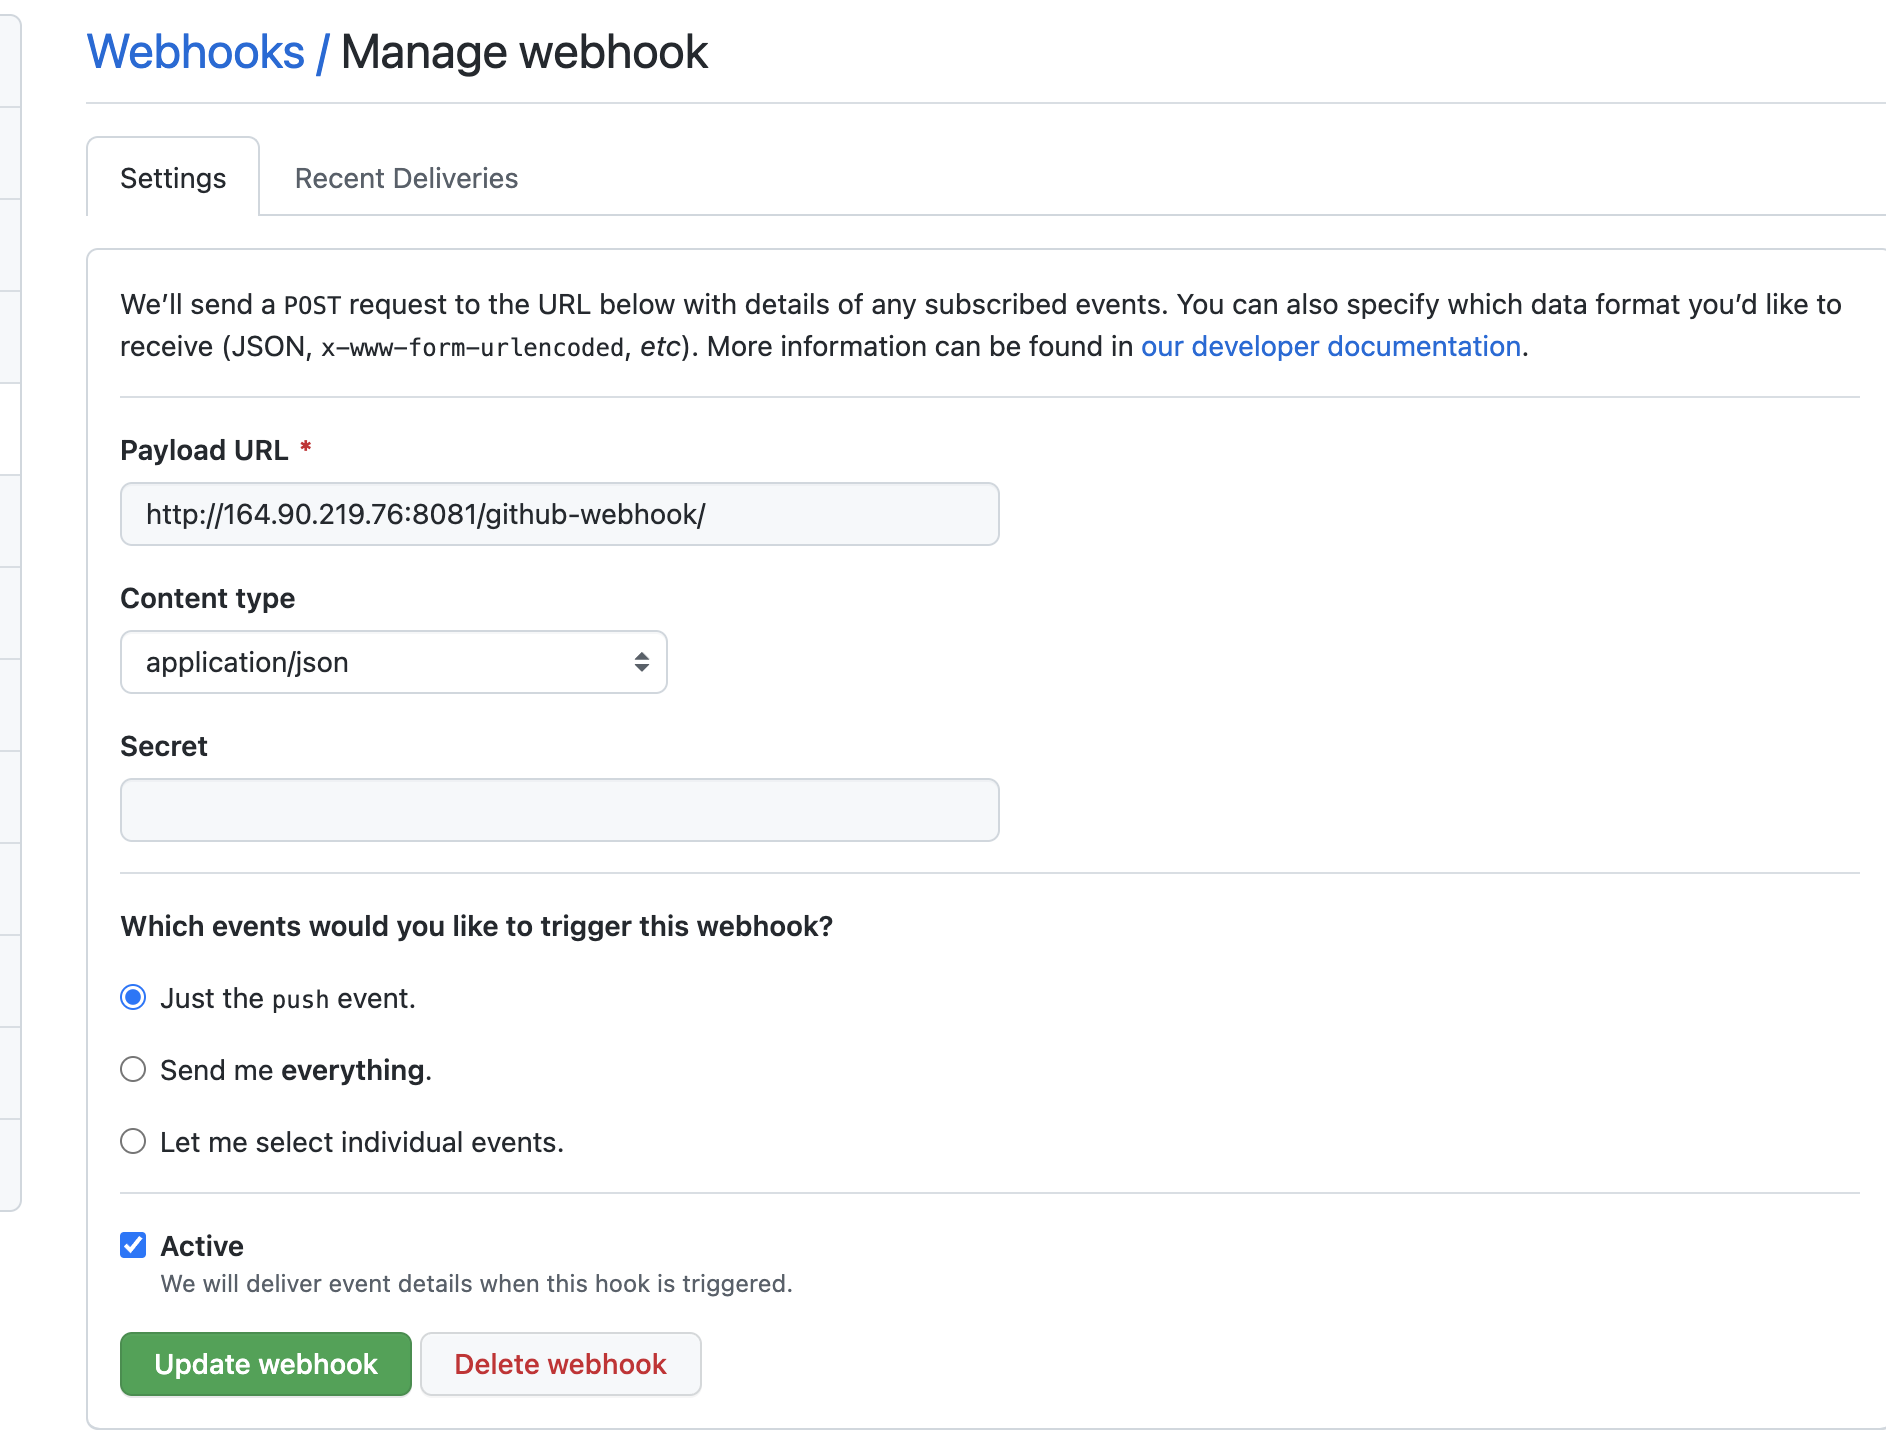 Webhooks / Manage webhook
Settings
Recent Deliveries
We’ll send a POST request to the URL below with details of any subscribed events. You can also specify which data format you’d like to
receive (JSON, x-www-form-urlencoded, etc). More information can be found in our developer documentation.
Payload URL *
http://164.90.219.76:8081/github-webhook/
Content type
application/json
Secret
Which events would you like to trigger this webhook?
Just the push event.
Send me everything.
Let me select individual events.
Active
We will deliver event details when this hook is triggered.
Update webhook
Delete webhook